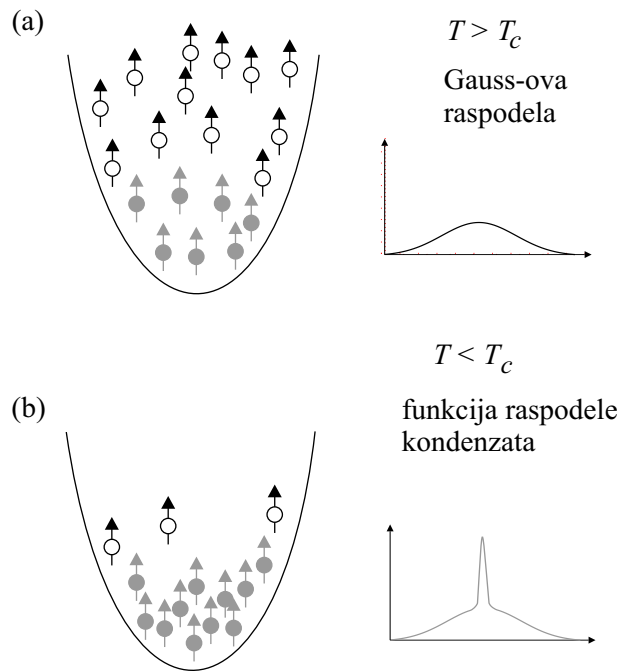 (a)
T > T_c
Gauss-ova
raspodela
T < T_c
(b)
funkcija raspodele
kondenzata